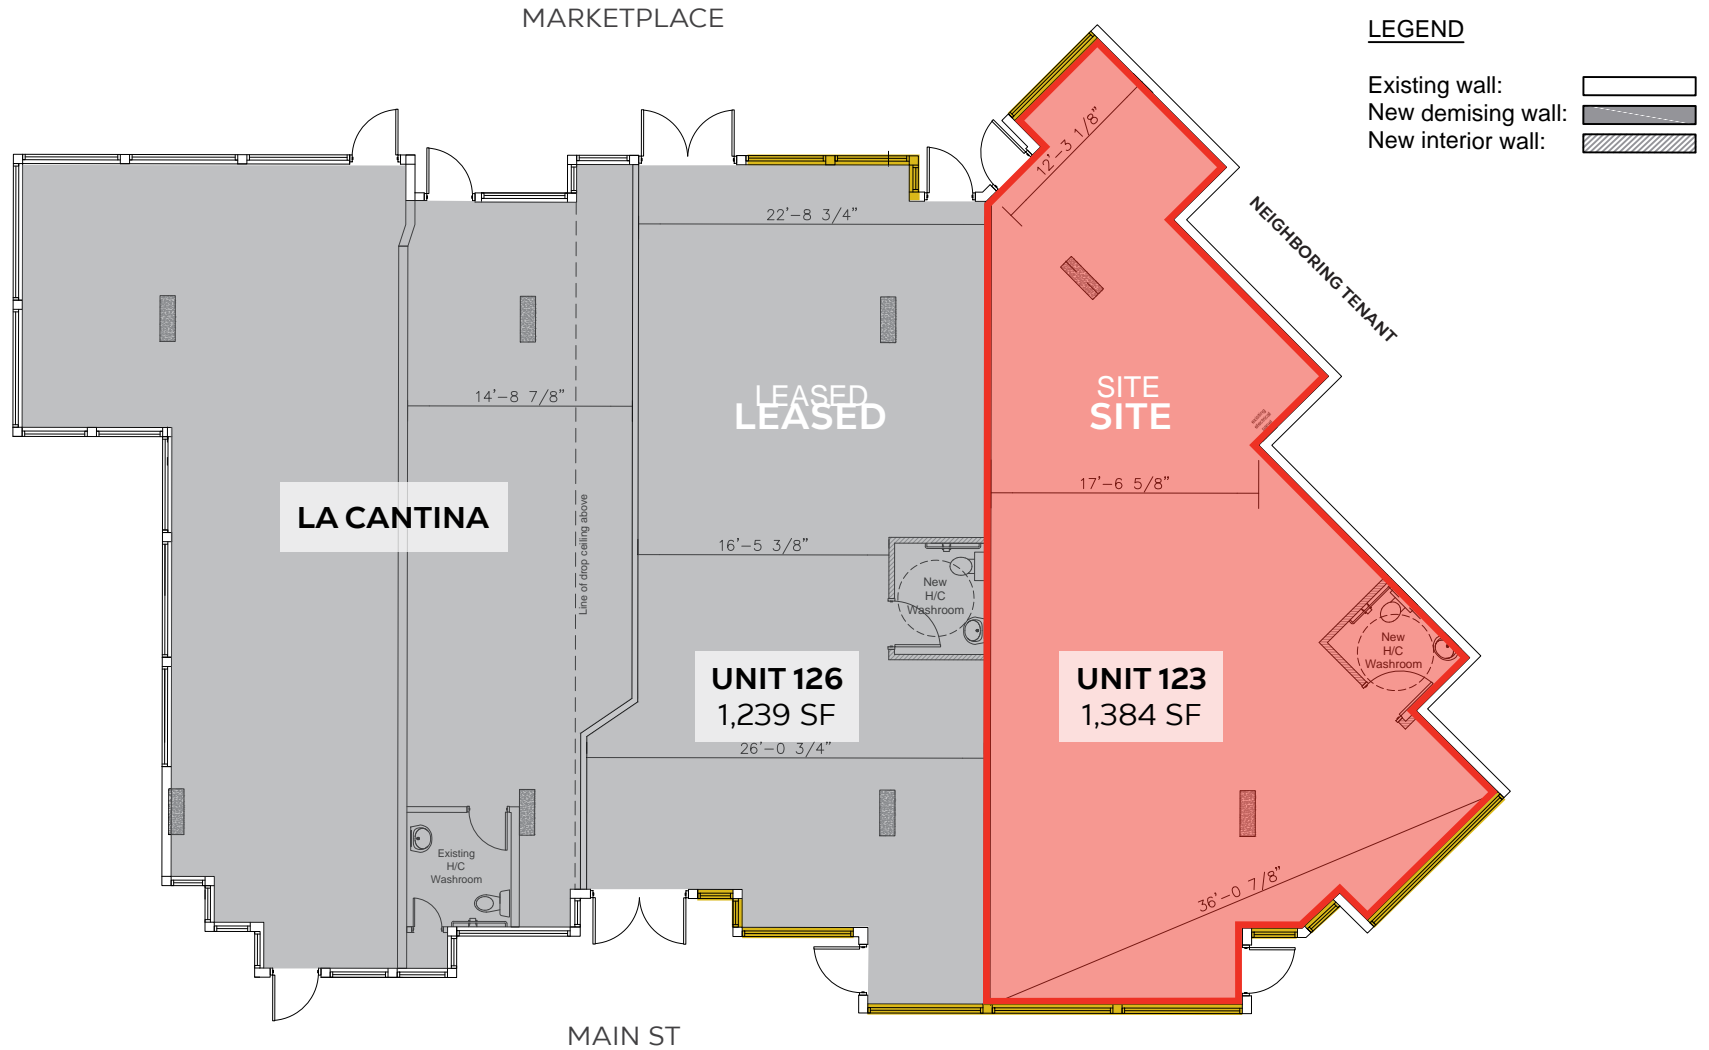 MARKETPLACE
LEGEND
Existing wall:
New demising wall:
New interior wall:
12'-3 1/8"
22'-8 3/4"
NEIGHBORING TENANT
14'-8 7/8"
LEASED
LEASED
SITE
SITE
existing
electrical
panel
17'-6 5/8"
LA CANTINA
Line of drop ceiling above
16'-5 3/8"
New
H/C
Washroom
New
H/C
Washroom
UNIT 126
1,239 SF
UNIT 123
1,384 SF
26'-0 3/4"
Existing
H/C
Washroom
36'-0 7/8"
MAIN ST